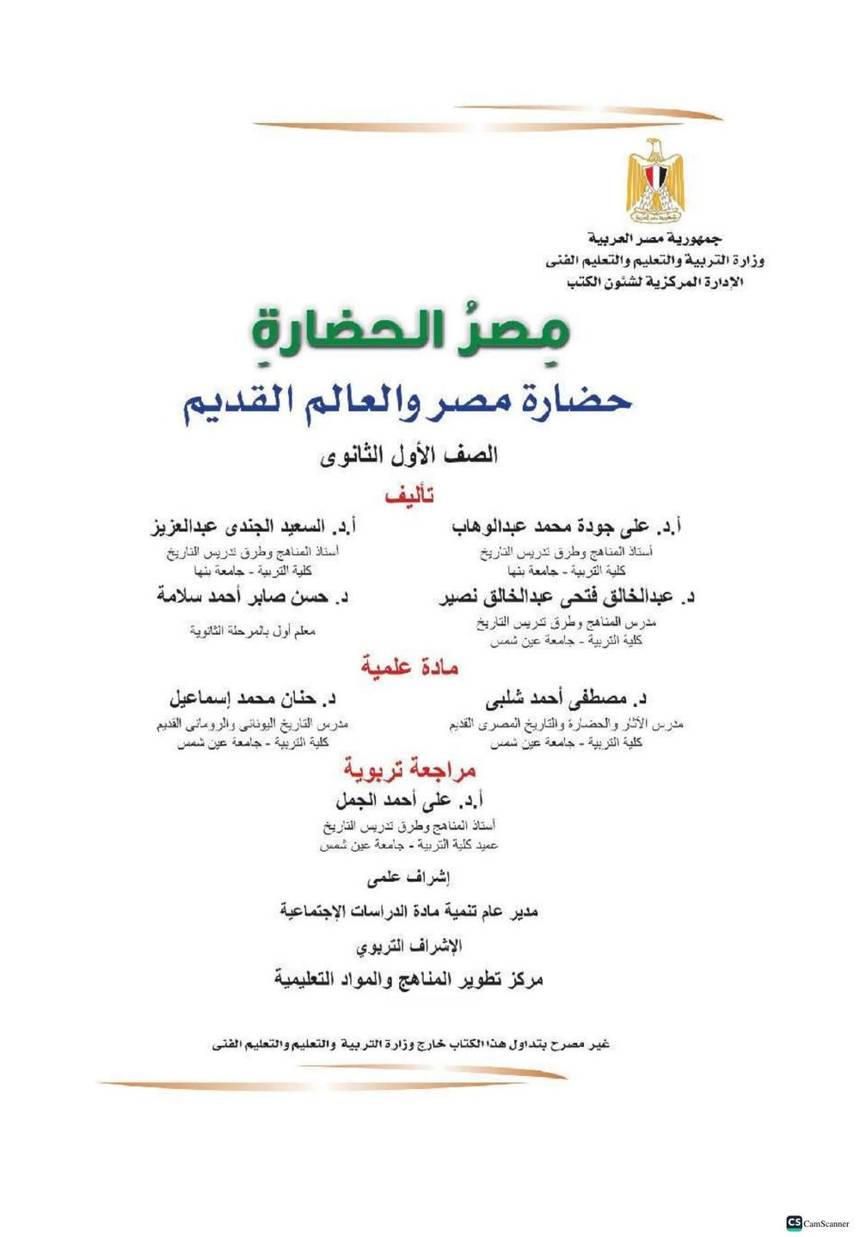 جمهورية مصر العربية
وزارة التربية والتعليم والتعليم الفنى
الإدارة المركزية لشئون الكتب
مِصرُ الحضارةِ
حضارة مصر والعالم القديم
الصف الأول الثانوى
تأليف
أ.د. على جودة محمد عبدالوهاب
أستاذ المناهج وطرق تدريس التاريخ
كلية التربية - جامعة بنها
أ.د. السعيد الجندى عبدالعزيز
أستاذ المناهج وطرق تدريس التاريخ
كلية التربية - جامعة بنها
د. عبدالخالق فتحى عبدالخالق نصير
مدرس المناهج وطرق تدريس التاريخ
كلية التربية - جامعة عين شمس
د. حسن صابر أحمد سلامة
معلم أول بالمرحلة الثانوية
مادة علمية
د. مصطفى أحمد شلبى
مدرس الآثار والحضارة والتاريخ المصرى القديم
كلية التربية - جامعة عين شمس
د. حنان محمد إسماعيل
مدرس التاريخ اليونانى والرومانى القديم
كلية التربية - جامعة عين شمس
مراجعة تربوية
أ.د. على أحمد الجمل
أستاذ المناهج وطرق تدريس التاريخ
عميد كلية التربية - جامعة عين شمس
إشراف علمى
مدير عام تنمية مادة الدراسات الإجتماعية
الإشراف التربوي
مركز تطوير المناهج والمواد التعليمية
غير مصرح بتداول هذا الكتاب خارج وزارة التربية والتعليم والتعليم الفنى
CS CamScanner